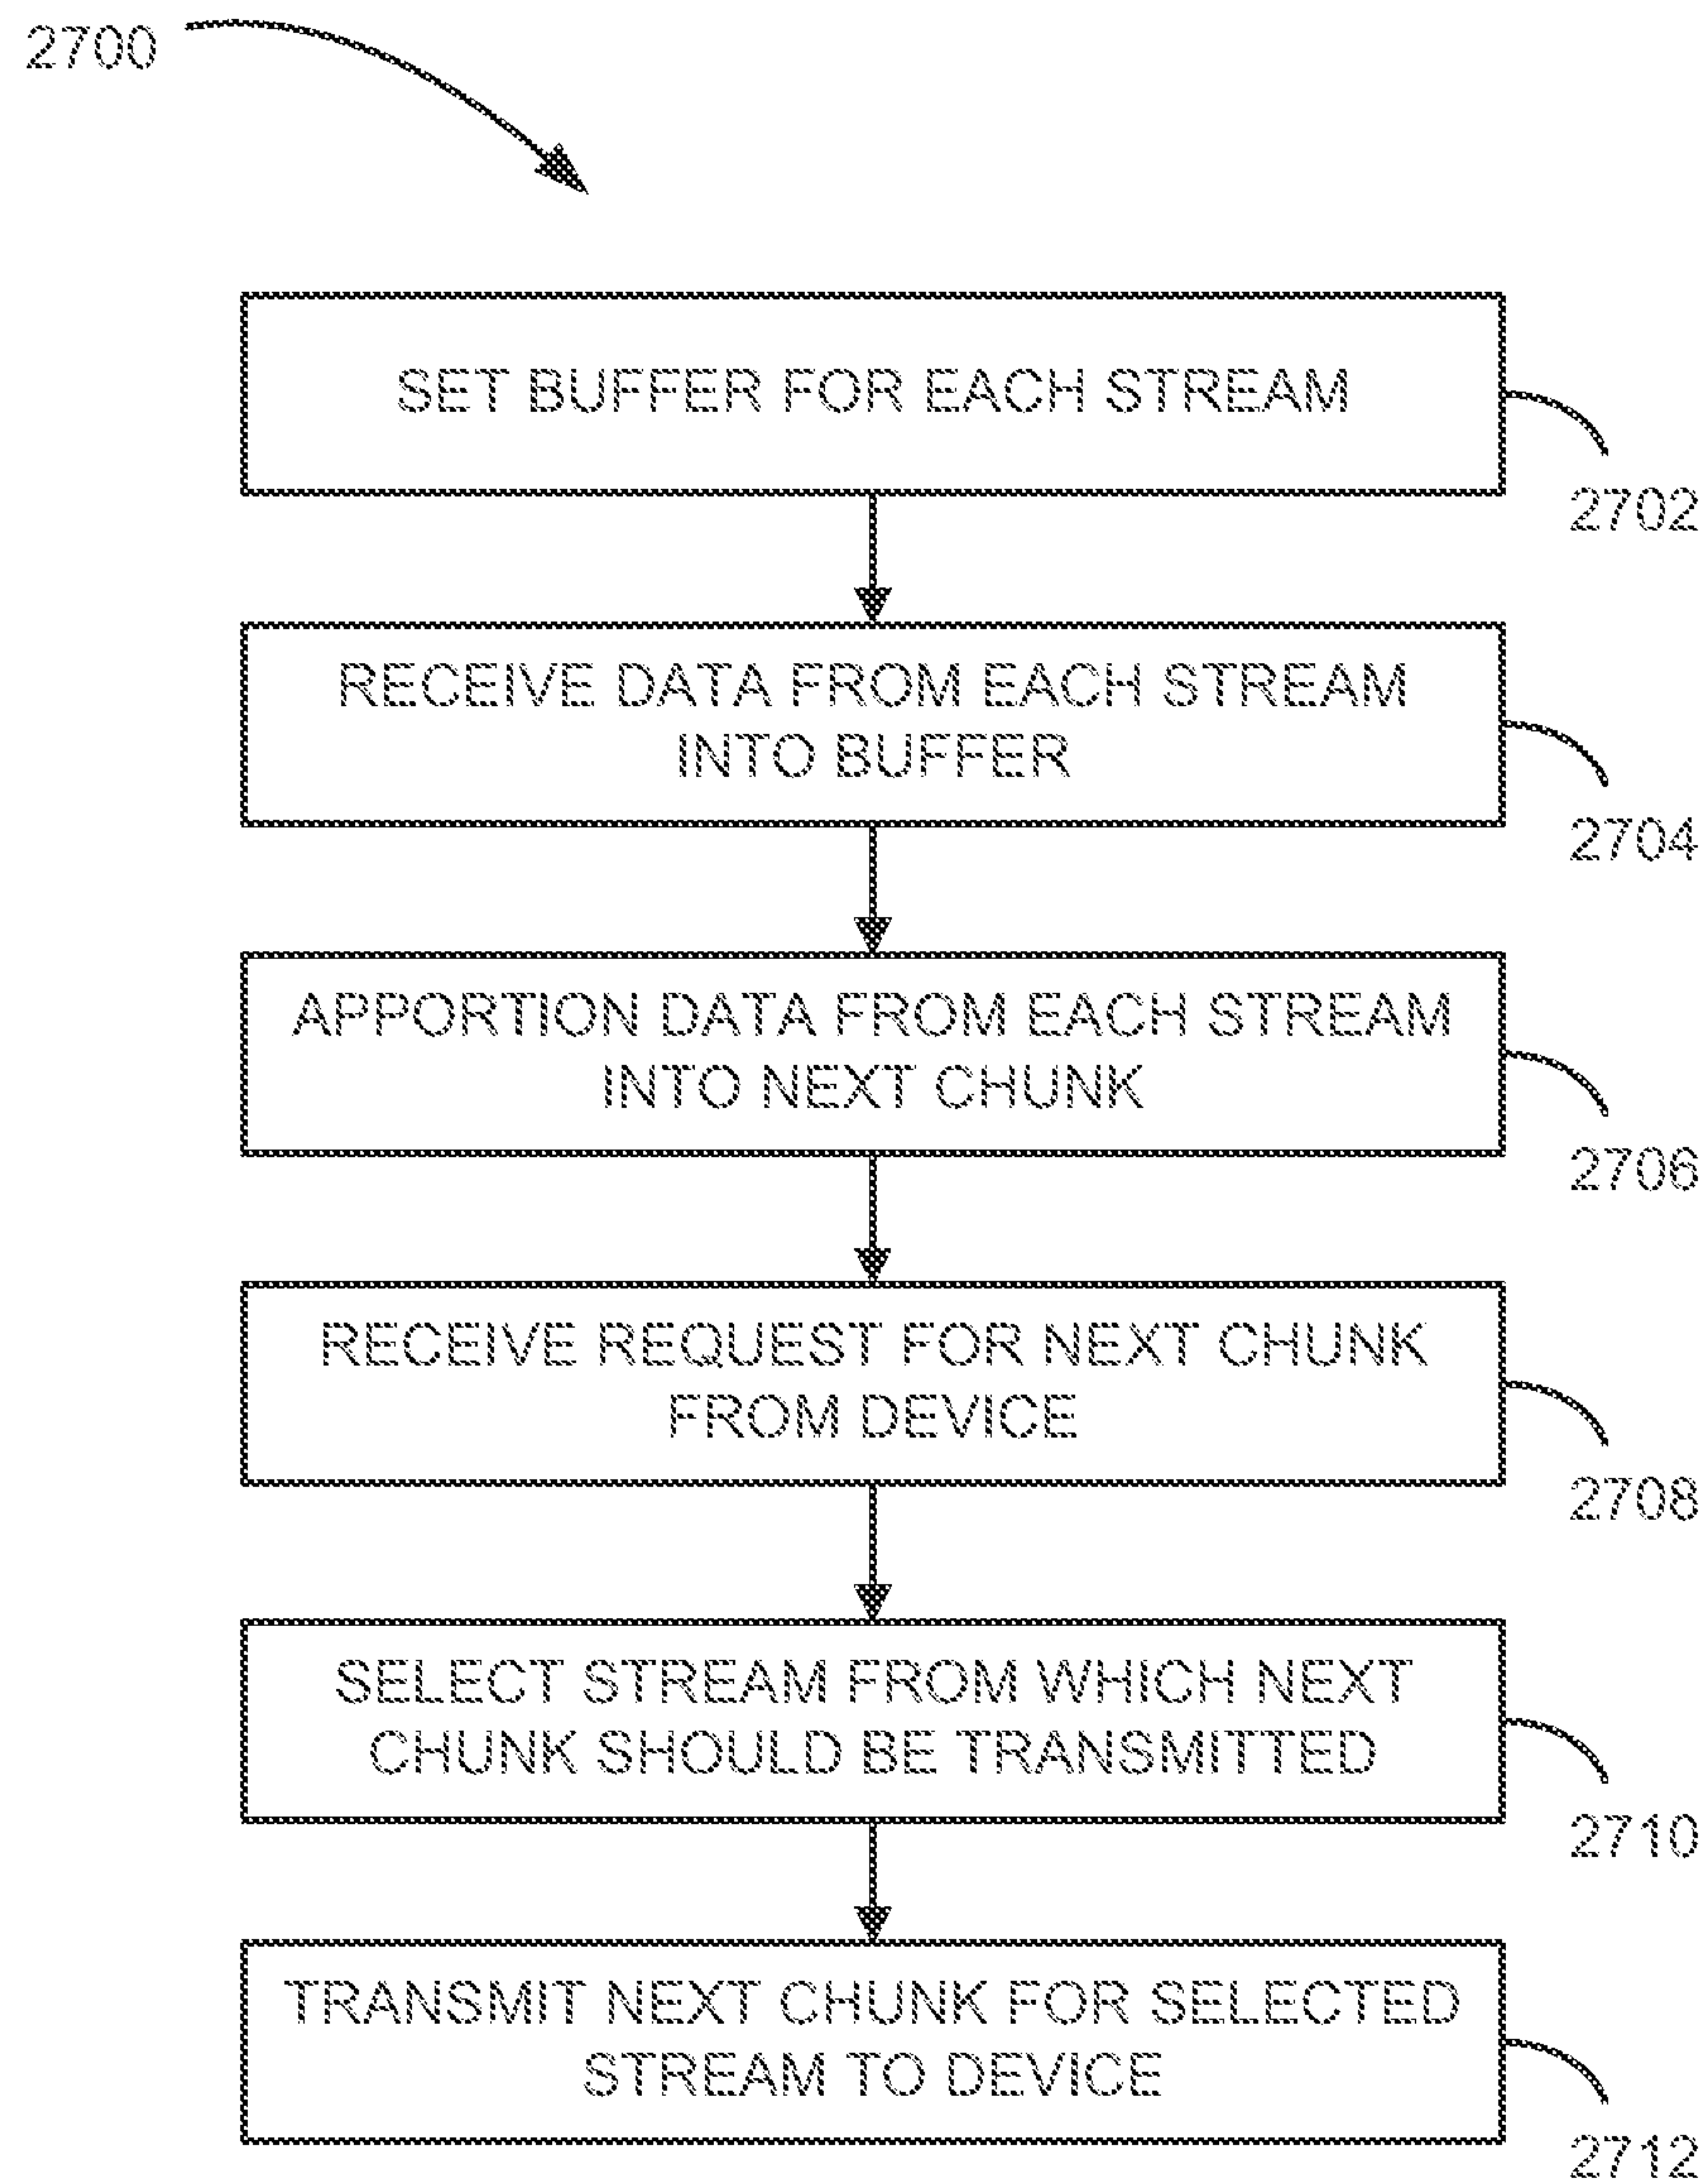 2700
SET BUFFER FOR EACH STREAM
2702
RECEIVE DATA FROM EACH STREAM
INTO BUFFER
2704
APPORTION DATA FROM EACH STREAM
INTO NEXT CHUNK
2706
RECEIVE REQUEST FOR NEXT CHUNK
FROM DEVICE
2708
SELECT STREAM FROM WHICH NEXT
CHUNK SHOULD BE TRANSMITTED
2710
TRANSMIT NEXT CHUNK FOR SELECTED
STREAM TO DEVICE
2712